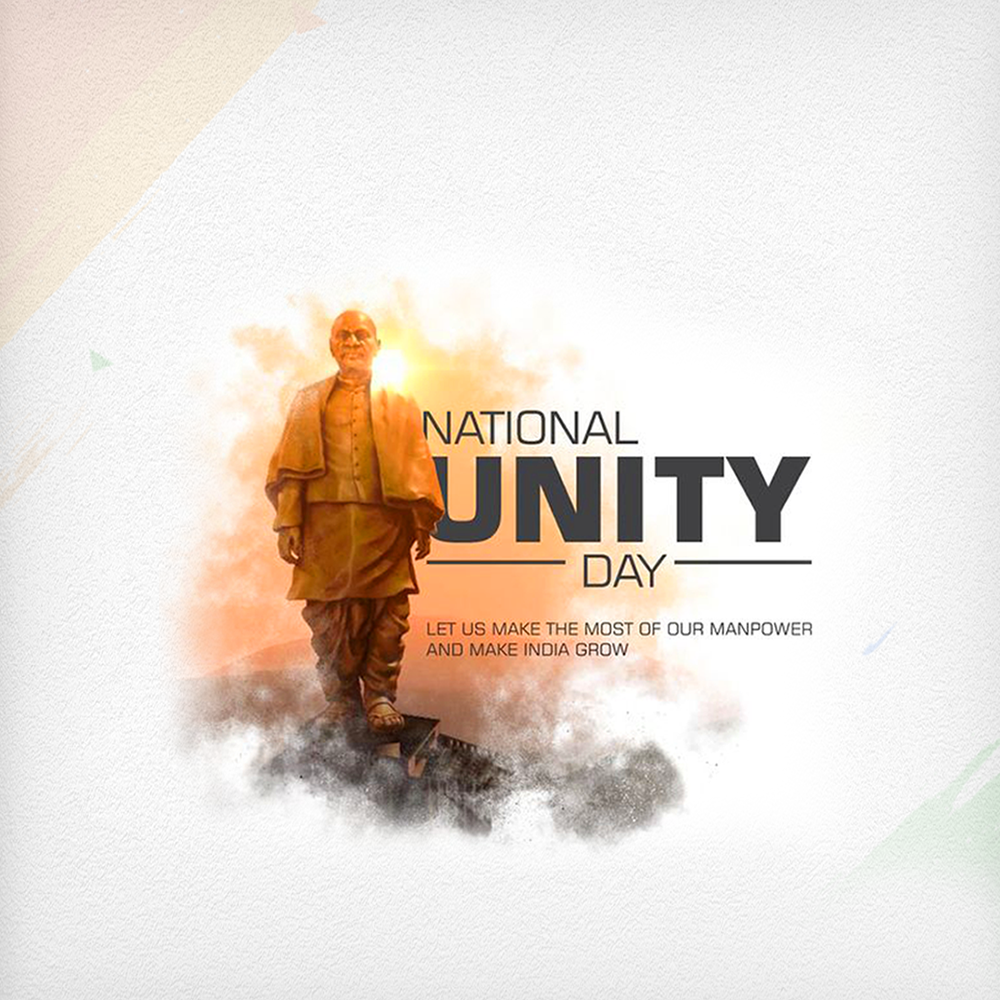 NATIONAL
UNITY
DAY
LET US MAKE THE MOST OF OUR MANPOWER
AND MAKE INDIA GROW